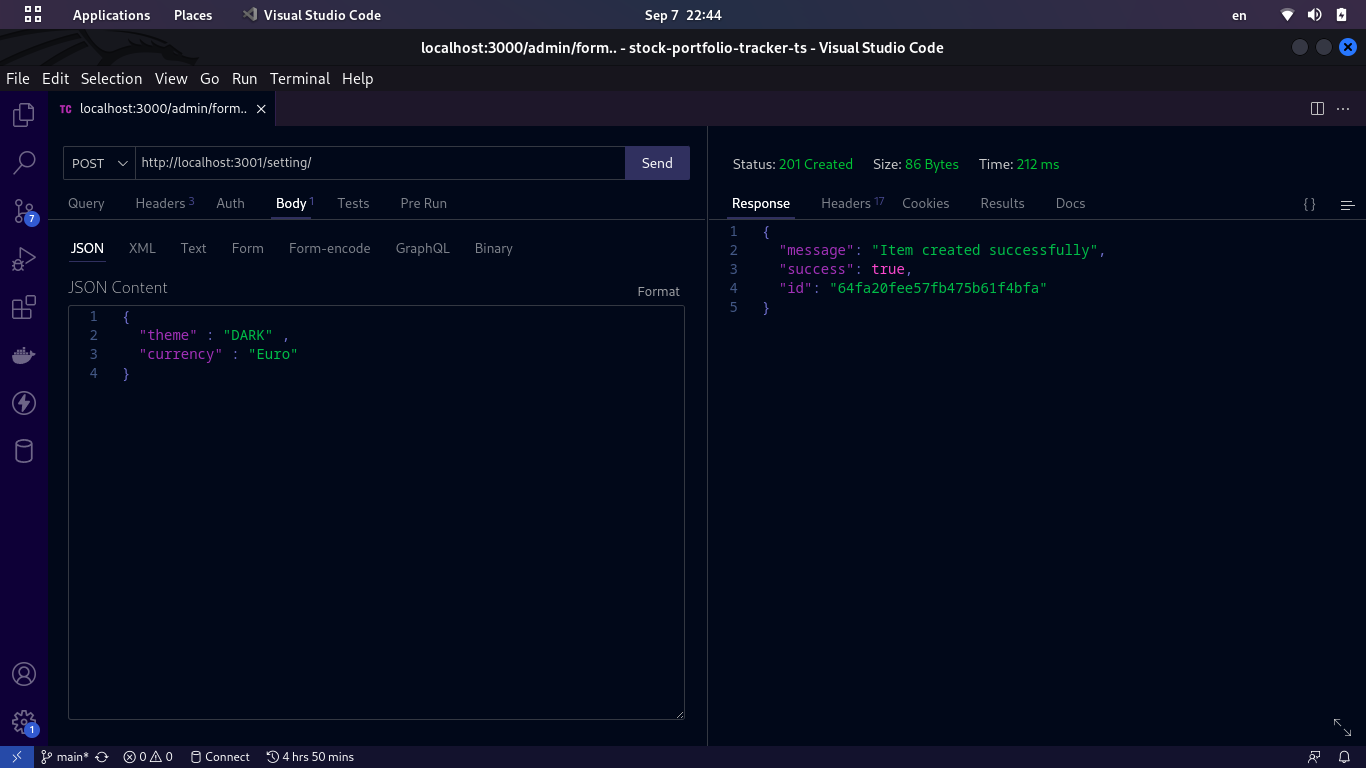 Applications Places Visual Studio Code Sep 7 22:44 en
localhost:3000/admin/form.. - stock-portfolio-tracker-ts - Visual Studio Code
File Edit Selection View Go Run Terminal Help
TC localhost:3000/admin/form..
POST http://localhost:3001/setting/ Send
Query Headers 3 Auth Body 1 Tests Pre Run
JSON XML Text Form Form-encode GraphQL Binary
JSON Content Format
1 {
2 "theme" : "DARK" ,
3 "currency" : "Euro"
4 }
Status: 201 Created Size: 86 Bytes Time: 212 ms
Response Headers 17 Cookies Results Docs { }
1 {
2 "message": "Item created successfully",
3 "success": true,
4 "id": "64fa20fee57fb475b61f4bfa"
5 }
7
1
main* 0 0 Connect 4 hrs 50 mins